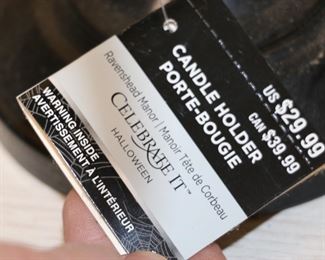 US $29.99
CAN $39.99
CANDLE HOLDER
PORTE-BOUGIE
Ravenshead Manor / Manoir Tête de Corbeau
CELEBRATE IT™
HALLOWEEN
WARNING INSIDE
AVERTISSEMENT À L'INTÉRIEUR